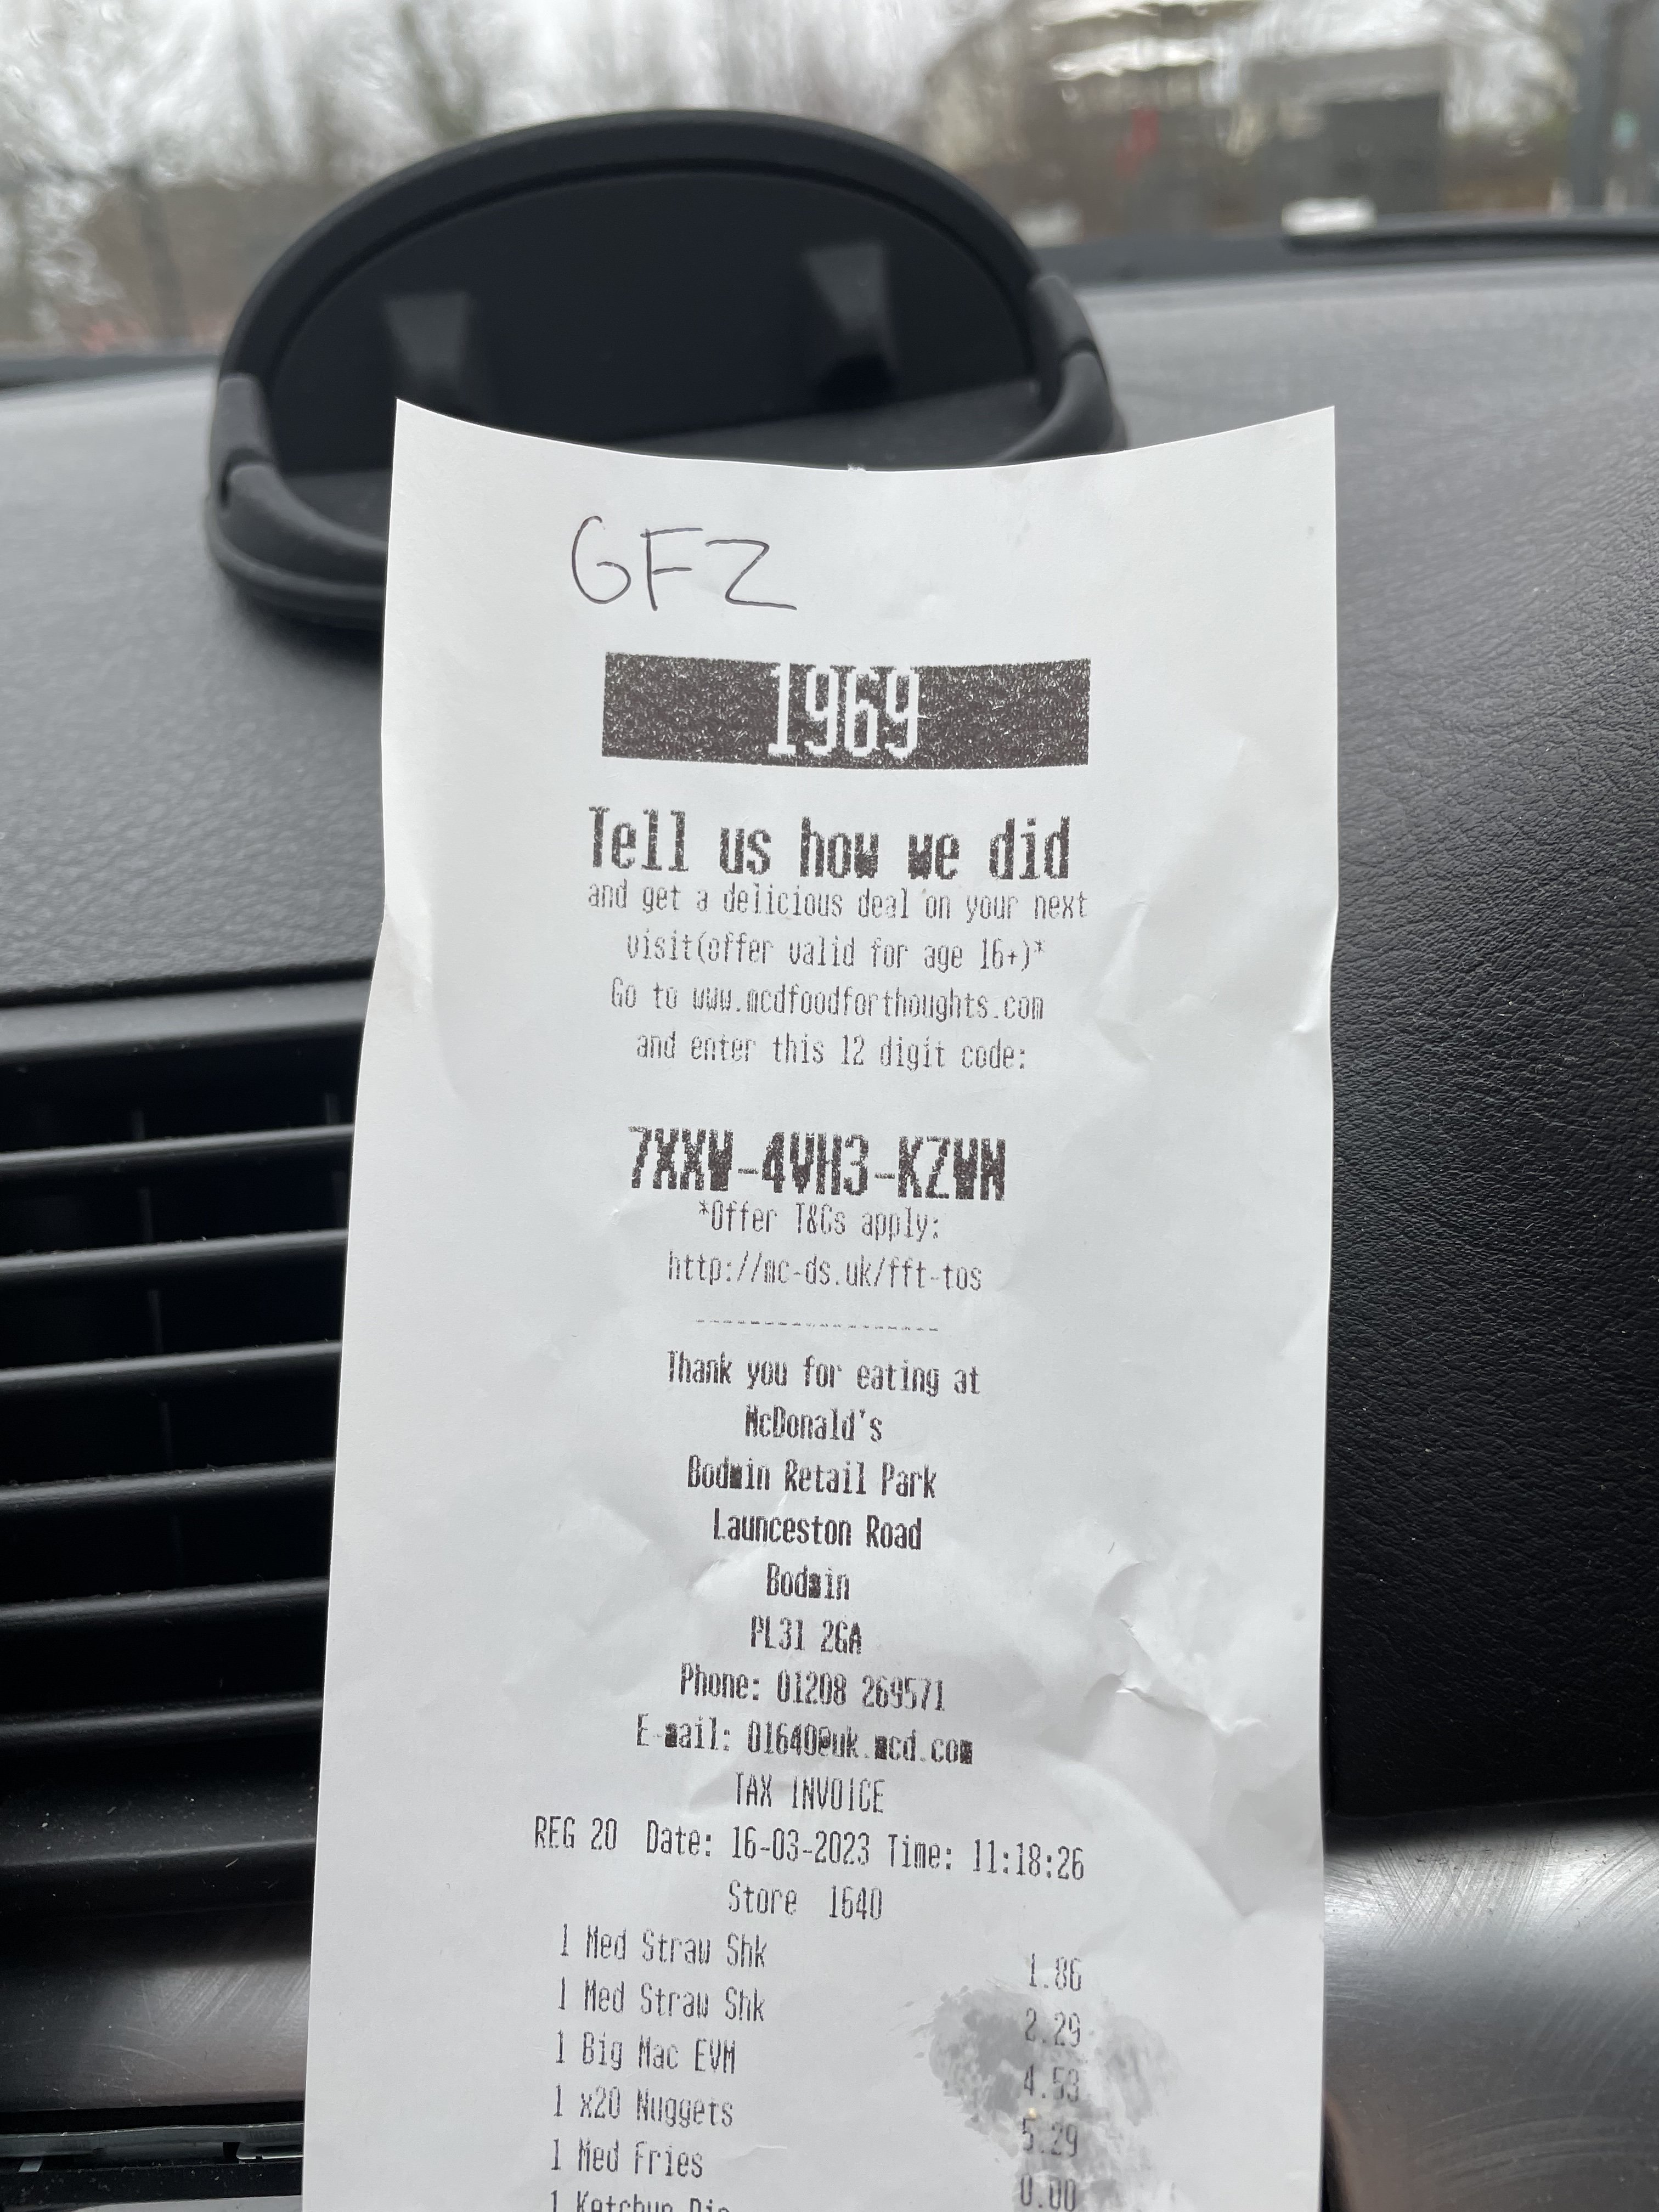 GFZ
1969
Tell us how we did
and get a delicious deal on your next
visit(offer valid for age 16+)*
Go to www.mcdfoodforthoughts.com
and enter this 12 digit code:
7XXW-4VH3-KZWN
*Offer T&Cs apply:
http://mc-ds.uk/fft-tos
--------------------
Thank you for eating at
McDonald's
Bodmin Retail Park
Launceston Road
Bodmin
PL31 2GA
Phone: 01208 269571
E-mail: 01640@uk.mcd.com
TAX INVOICE
REG 20 Date: 16-03-2023 Time: 11:18:26
Store 1640
1 Med Straw Shk 1.86
1 Med Straw Shk 2.29
1 Big Mac EVM 4.53
1 x20 Nuggets 5.29
1 Med Fries 0.00
1 Ketchup Dip